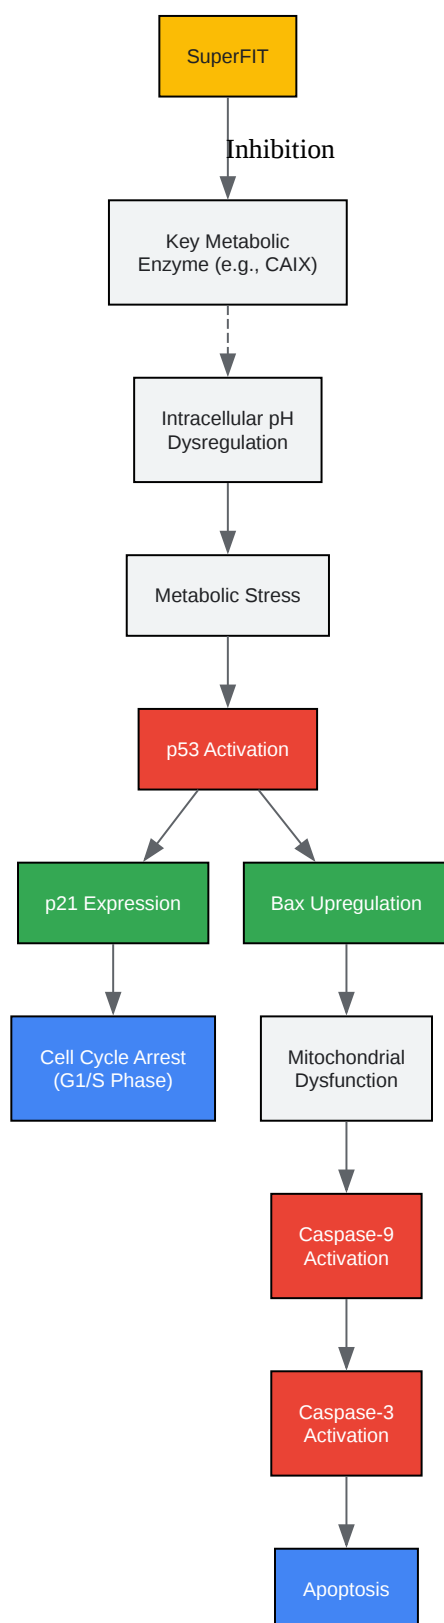 SuperFIT
Inhibition
Key Metabolic
Enzyme (e.g., CAIX)
Intracellular pH
Dysregulation
Metabolic Stress
p53 Activation
p21 Expression
Bax Upregulation
Cell Cycle Arrest
(G1/S Phase)
Mitochondrial
Dysfunction
Caspase-9
Activation
Caspase-3
Activation
Apoptosis